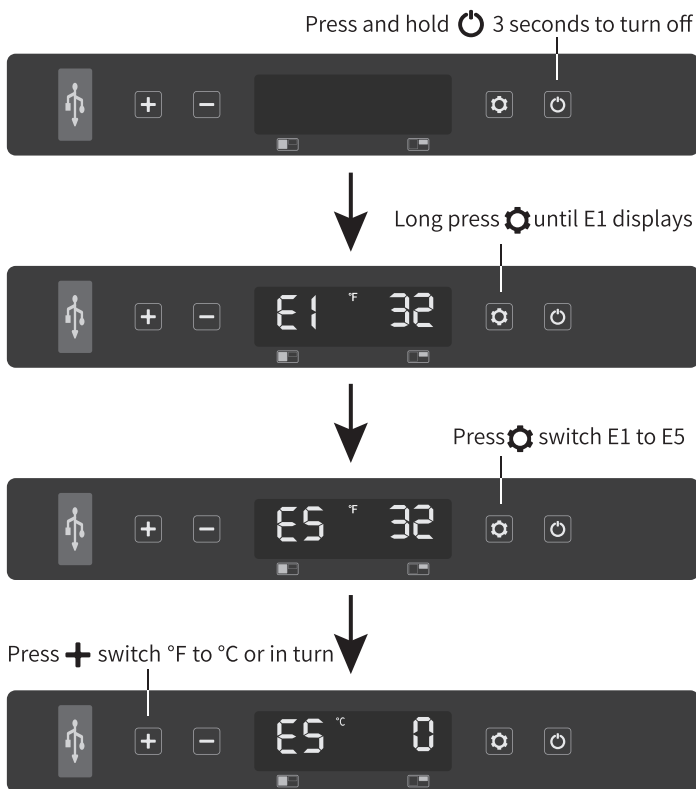 Press and hold 3 seconds to turn off
Long press until E1 displays
E1 °F 32
Press switch E1 to E5
E5 °F 32
Press + switch °F to °C or in turn
E5 °C 0